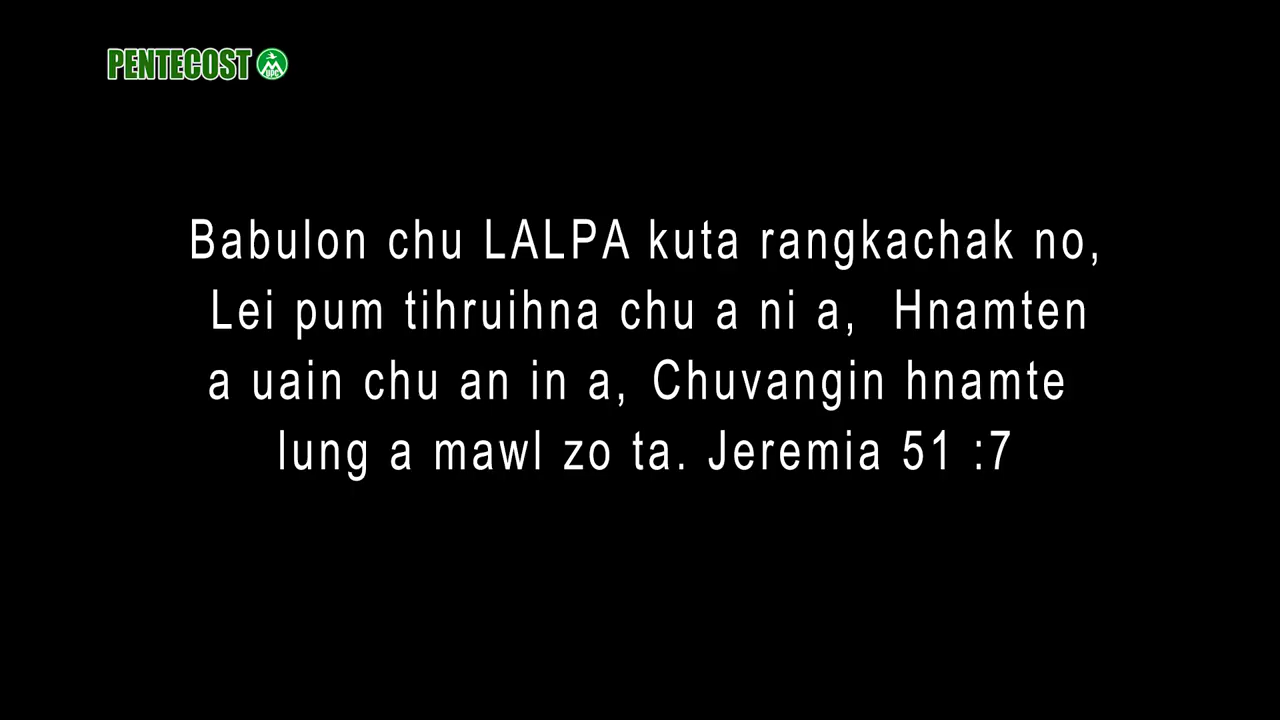 PENTECOST
UPC
Babulon chu LALPA kuta rangkachak no,
Lei pum tihruihna chu a ni a, Hnamten
a uain chu an in a, Chuvangin hnamte
lung a mawl zo ta. Jeremia 51 :7